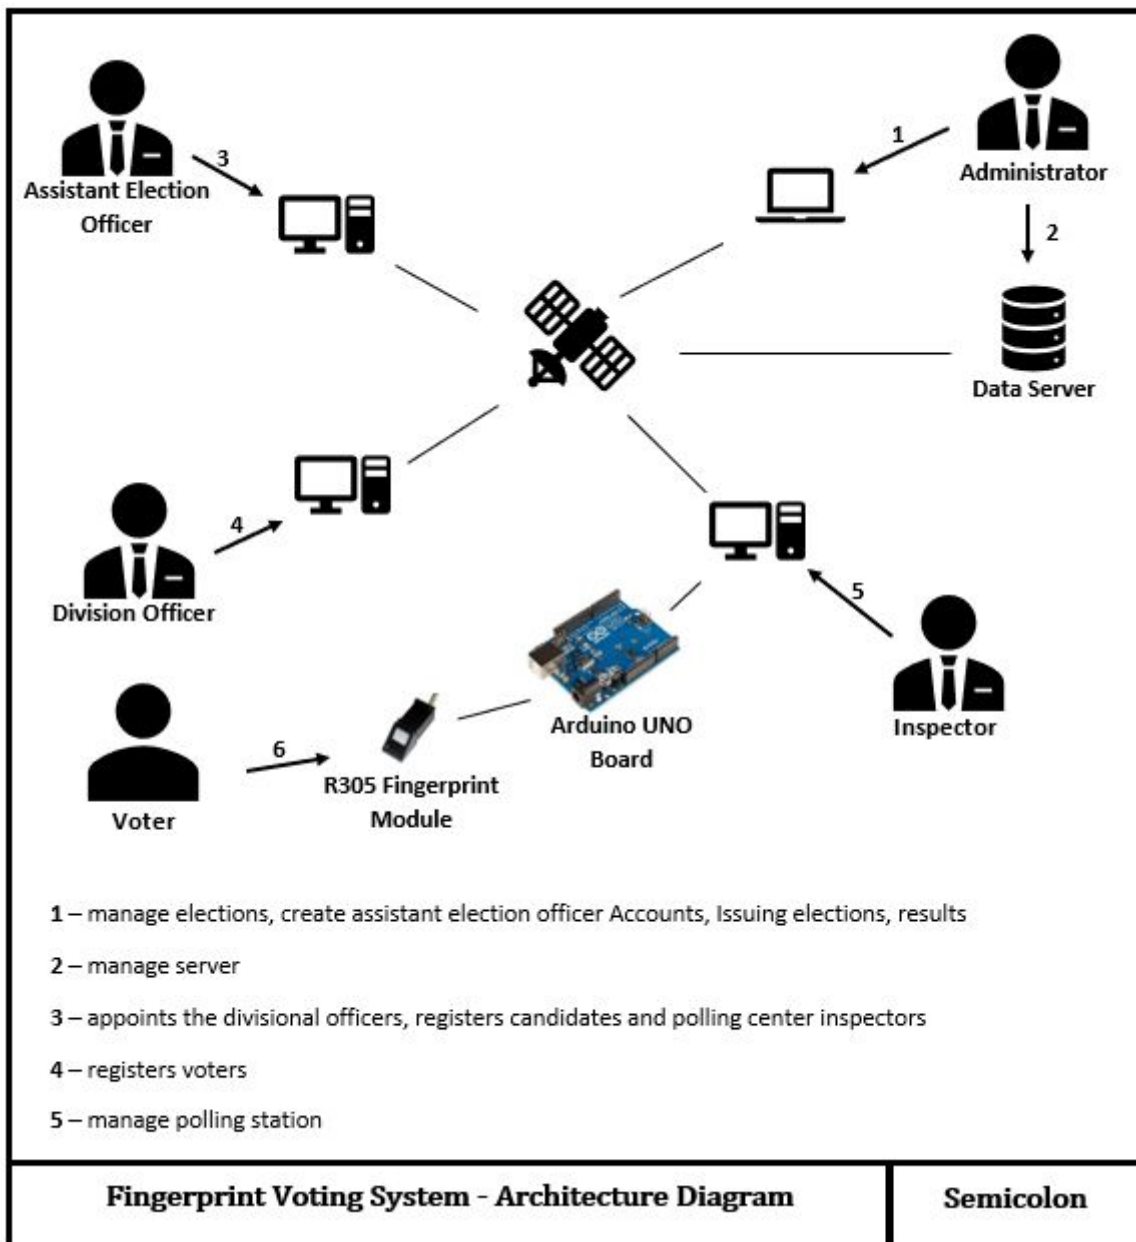 3
Assistant Election
Officer
1
Administrator
2
Data Server
4
Division Officer
5
Inspector
Arduino UNO
Board
6
Voter
R305 Fingerprint
Module
1 – manage elections, create assistant election officer Accounts, Issuing elections, results
2 – manage server
3 – appoints the divisional officers, registers candidates and polling center inspectors
4 – registers voters
5 – manage polling station
Fingerprint Voting System - Architecture Diagram
Semicolon